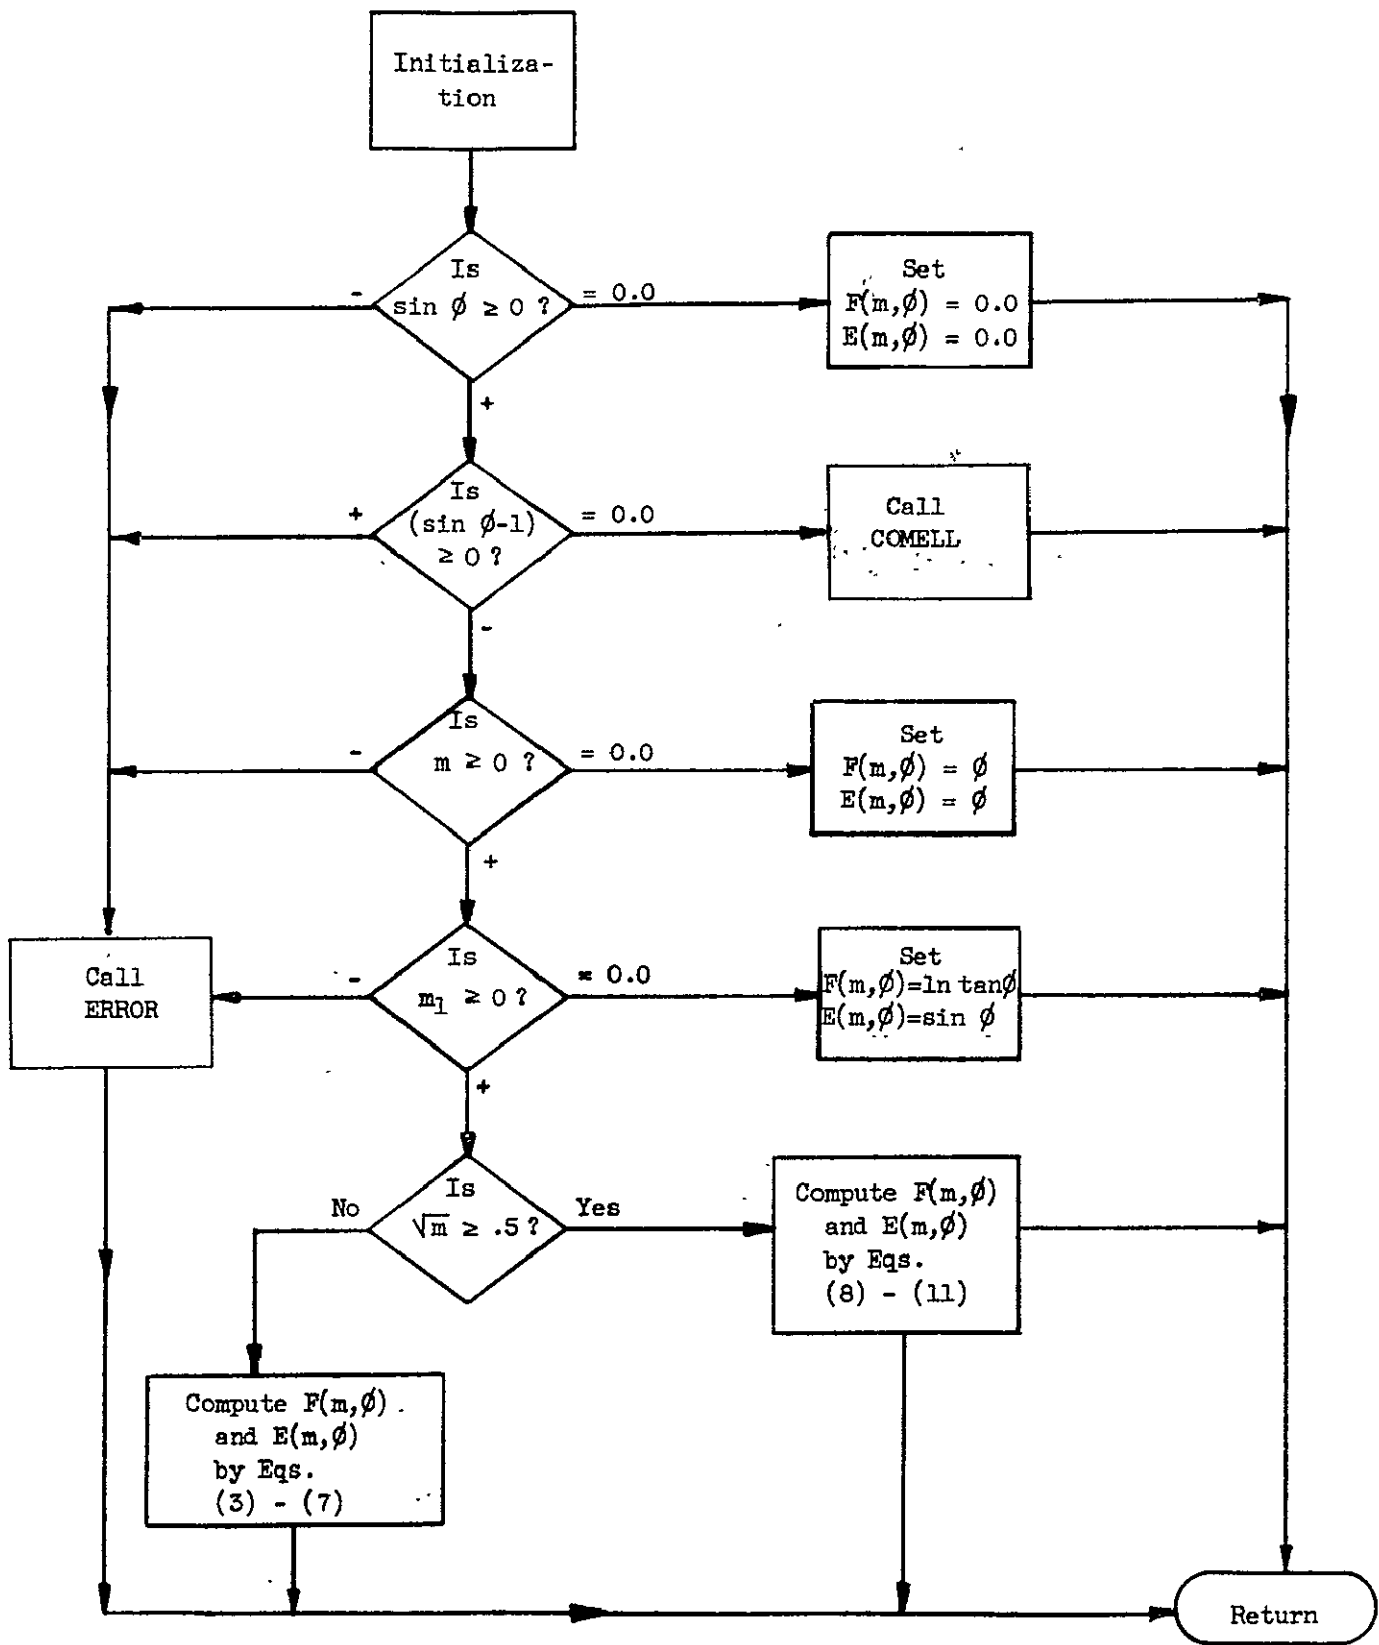 Initializa-
tion
Is
sin ø ≥ 0 ?
-
= 0.0
+
Set
F(m,ø) = 0.0
E(m,ø) = 0.0
Is
(sin ø-1)
≥ 0 ?
+
= 0.0
-
Call
COMELL
Is
m ≥ 0 ?
-
= 0.0
+
Set
F(m,ø) = ø
E(m,ø) = ø
Call
ERROR
Is
m₁ ≥ 0 ?
-
= 0.0
+
Set
F(m,ø)=ln tanø
E(m,ø)=sin ø
Is
√m ≥ .5 ?
No
Yes
Compute F(m,ø)
and E(m,ø)
by Eqs.
(8) - (11)
Compute F(m,ø)
and E(m,ø)
by Eqs.
(3) - (7)
Return